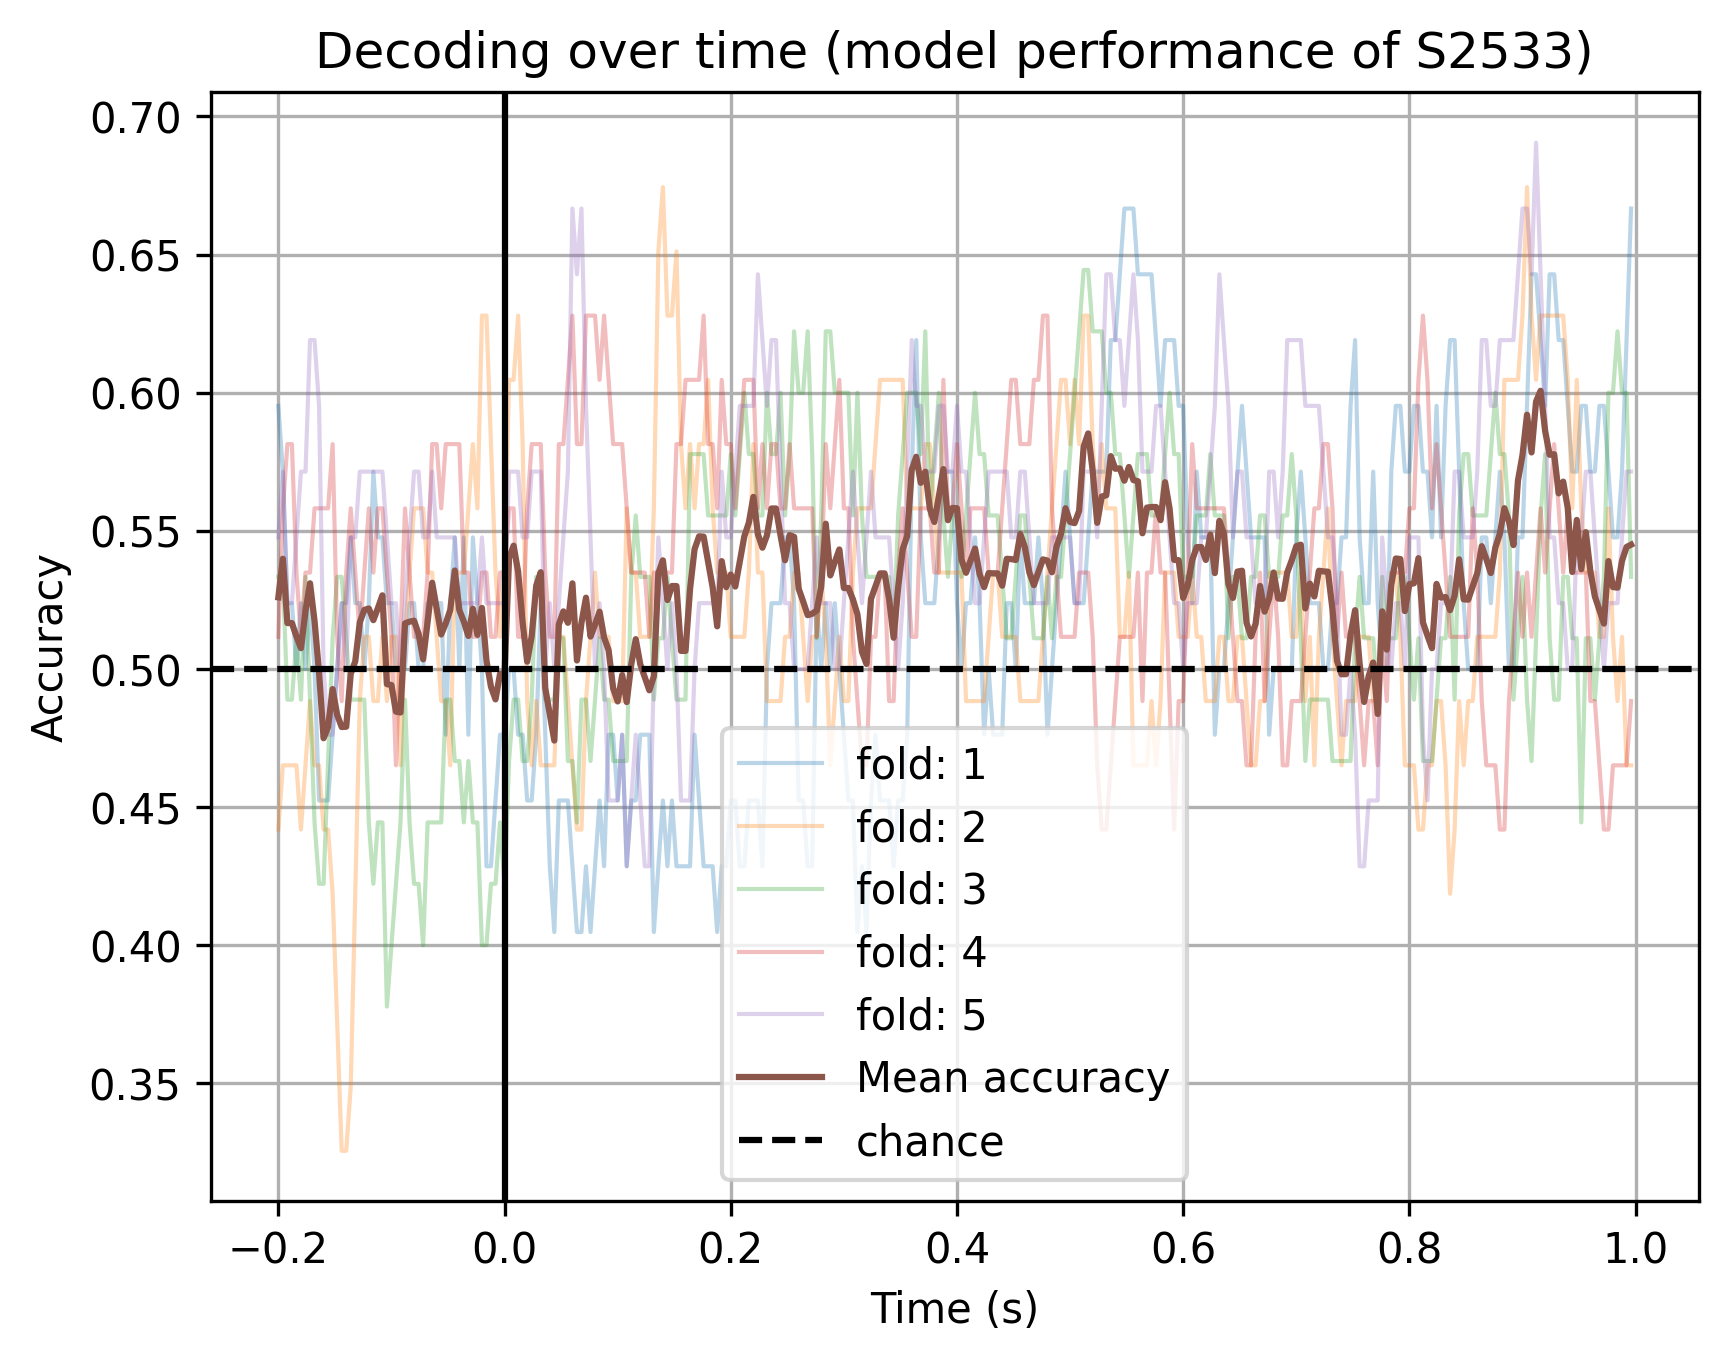 Decoding over time (model performance of S2533)
0.70
0.65
0.60
0.55
0.50
0.45
0.40
0.35
Accuracy
fold: 1
fold: 2
fold: 3
fold: 4
fold: 5
Mean accuracy
chance
−0.2 0.0 0.2 0.4 0.6 0.8 1.0
Time (s)